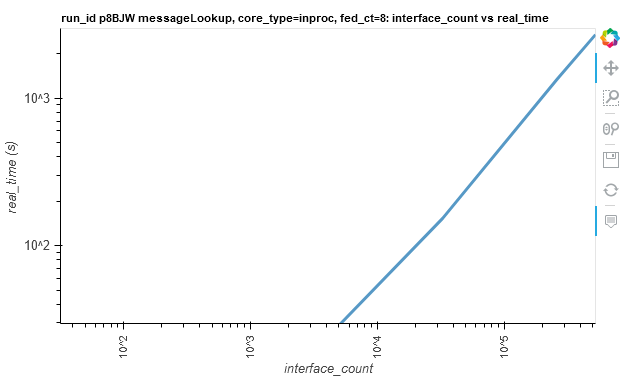 run_id p8BJW messageLookup, core_type=inproc, fed_ct=8: interface_count vs real_time
10^3
10^2
real_time (s)
10^2
10^3
10^4
10^5
interface_count